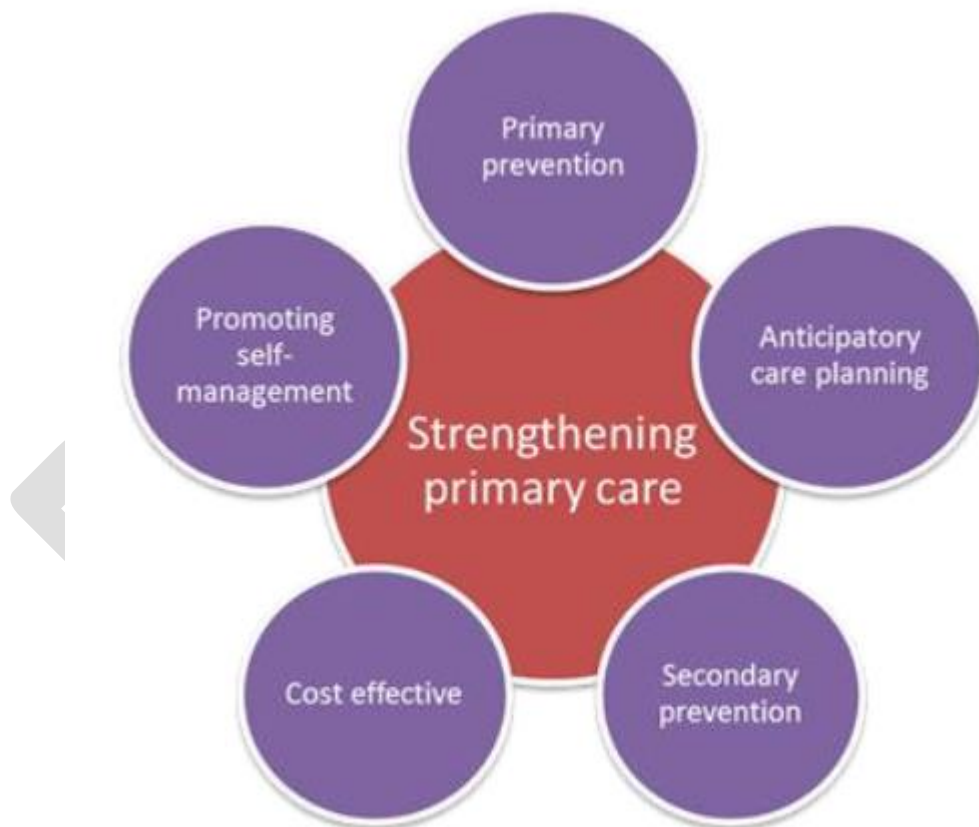 Primary
prevention
Promoting
self-
management
Anticipatory
care planning
Strengthening
primary care
Cost effective
Secondary
prevention